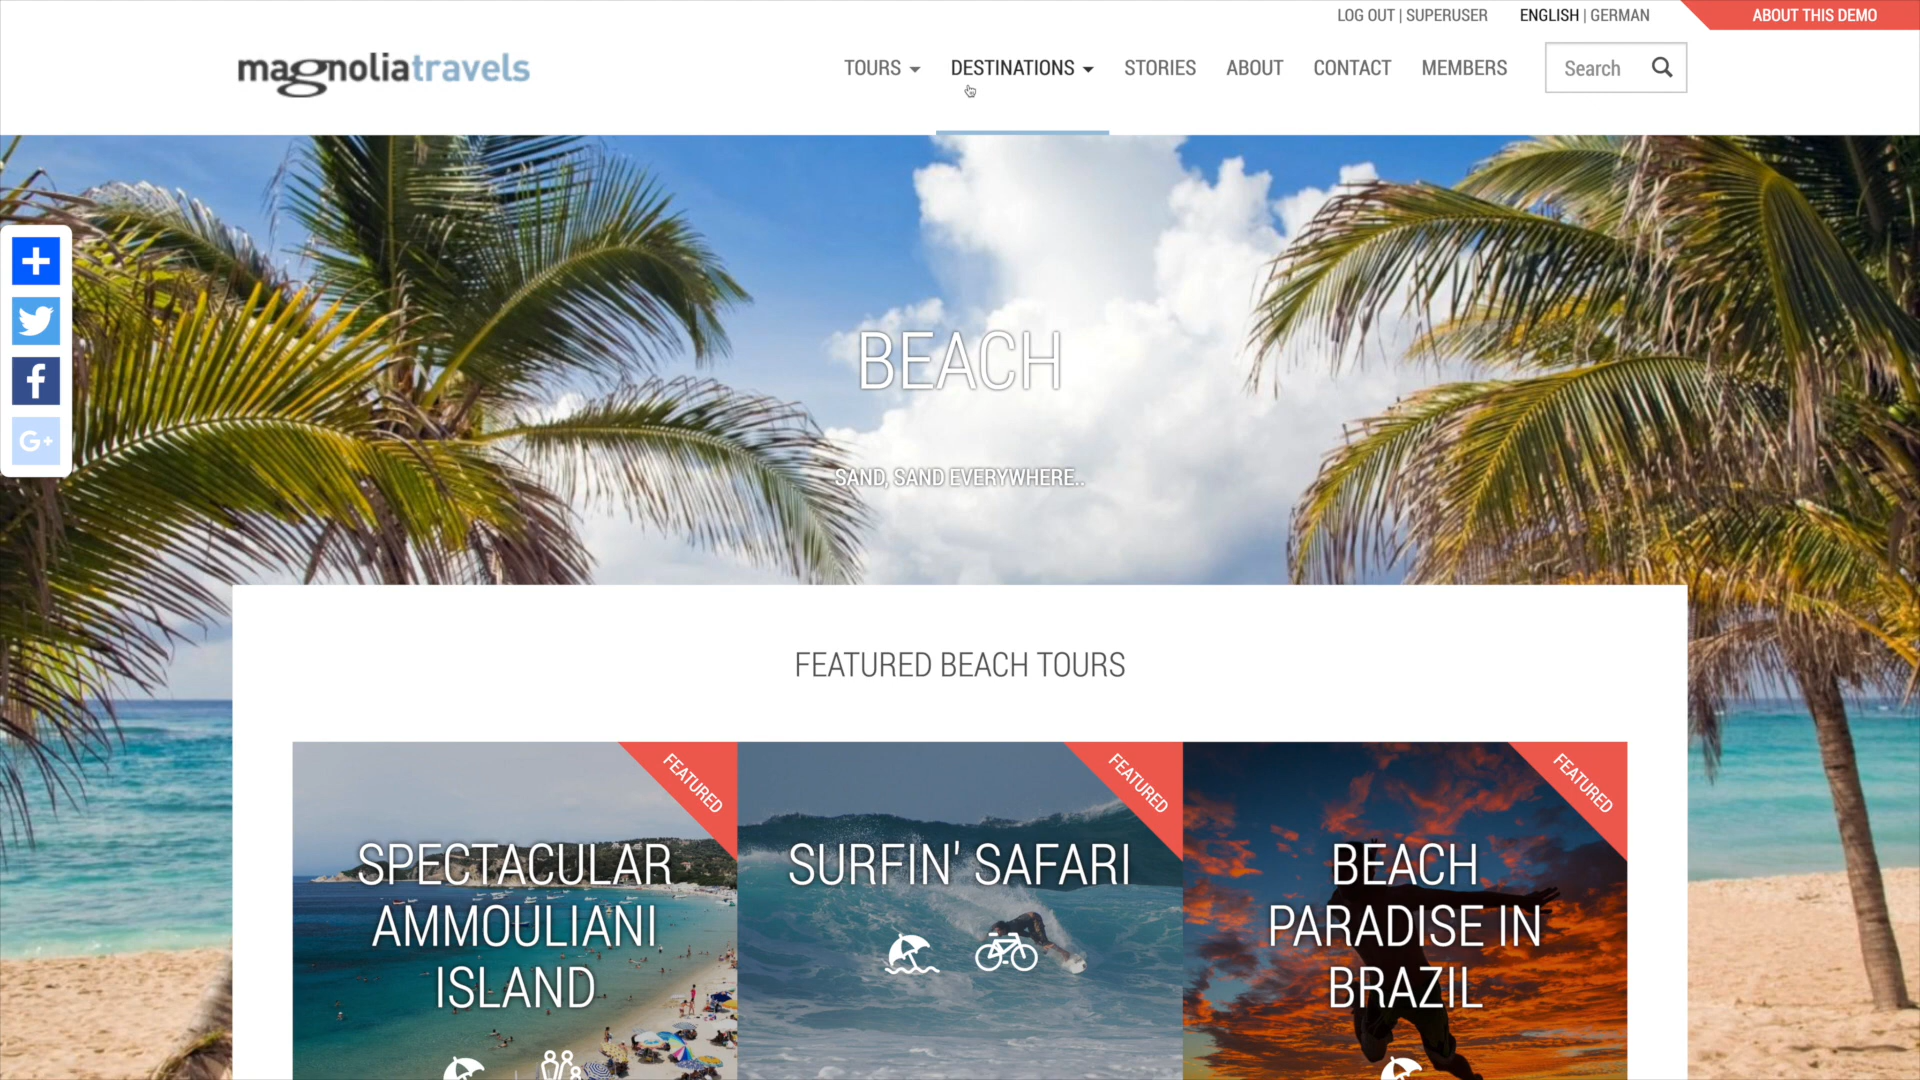 LOG OUT | SUPERUSER
ENGLISH | GERMAN
ABOUT THIS DEMO
magnoliatravels
TOURS
DESTINATIONS
STORIES
ABOUT
CONTACT
MEMBERS
Search
BEACH
SAND, SAND EVERYWHERE..
G+
FEATURED BEACH TOURS
FEATURED
SPECTACULAR
AMMOULIANI
ISLAND
FEATURED
SURFIN' SAFARI
FEATURED
BEACH
PARADISE IN
BRAZIL